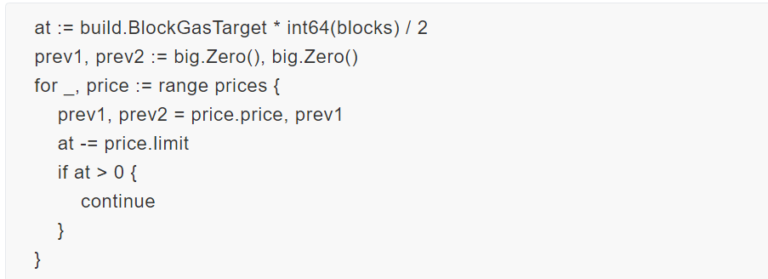 at := build.BlockGasTarget * int64(blocks) / 2
prev1, prev2 := big.Zero(), big.Zero()
for _, price := range prices {
prev1, prev2 = price.price, prev1
at -= price.limit
if at > 0 {
continue
}
}